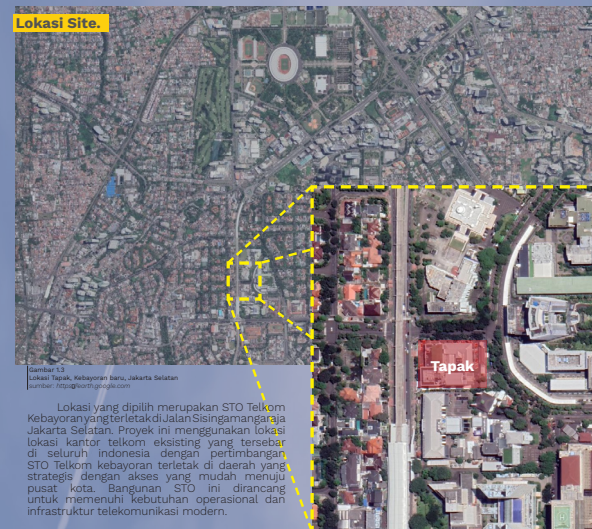 Lokasi Site.
Tapak
Gambar 1.3
Lokasi Tapak, Kebayoran baru, Jakarta Selatan
sumber: https://earth.google.com
Lokasi yang dipilih merupakan STO Telkom
Kebayoran yang terletak di Jalan Sisingamangaraja
Jakarta Selatan. Proyek ini menggunakan lokasi
lokasi kantor telkom eksisting yang tersebar
di seluruh indonesia dengan pertimbangan
STO Telkom kebayoran terletak di daerah yang
strategis dengan akses yang mudah menuju
pusat kota. Bangunan STO ini dirancang
untuk memenuhi kebutuhan operasional dan
infrastruktur telekomunikasi modern.